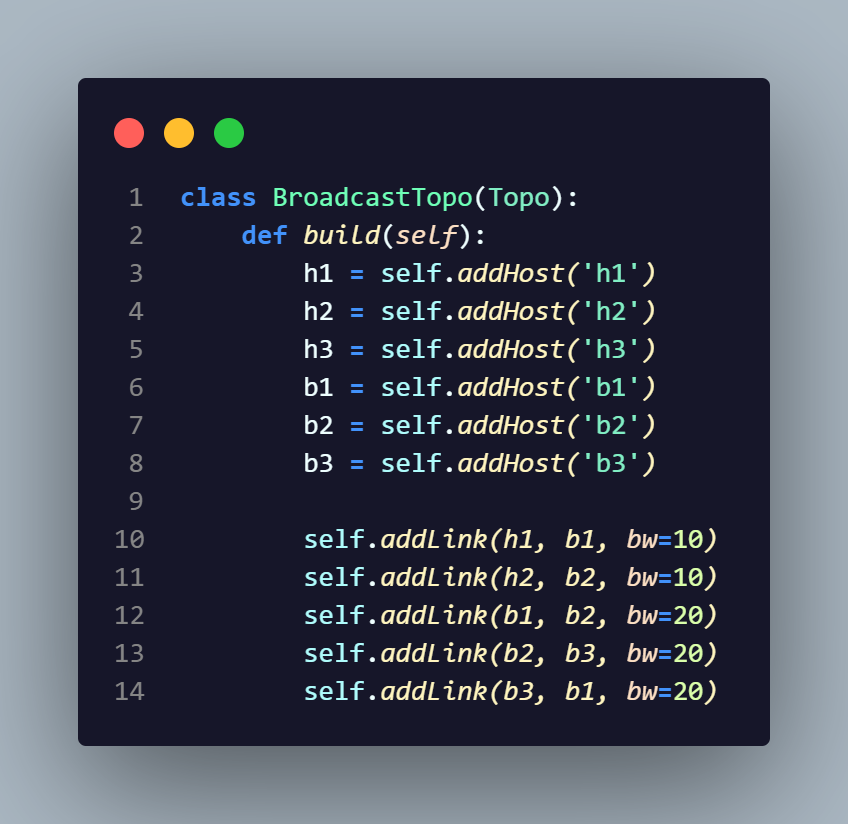 1 class BroadcastTopo(Topo):
2     def build(self):
3         h1 = self.addHost('h1')
4         h2 = self.addHost('h2')
5         h3 = self.addHost('h3')
6         b1 = self.addHost('b1')
7         b2 = self.addHost('b2')
8         b3 = self.addHost('b3')
9
10         self.addLink(h1, b1, bw=10)
11         self.addLink(h2, b2, bw=10)
12         self.addLink(b1, b2, bw=20)
13         self.addLink(b2, b3, bw=20)
14         self.addLink(b3, b1, bw=20)